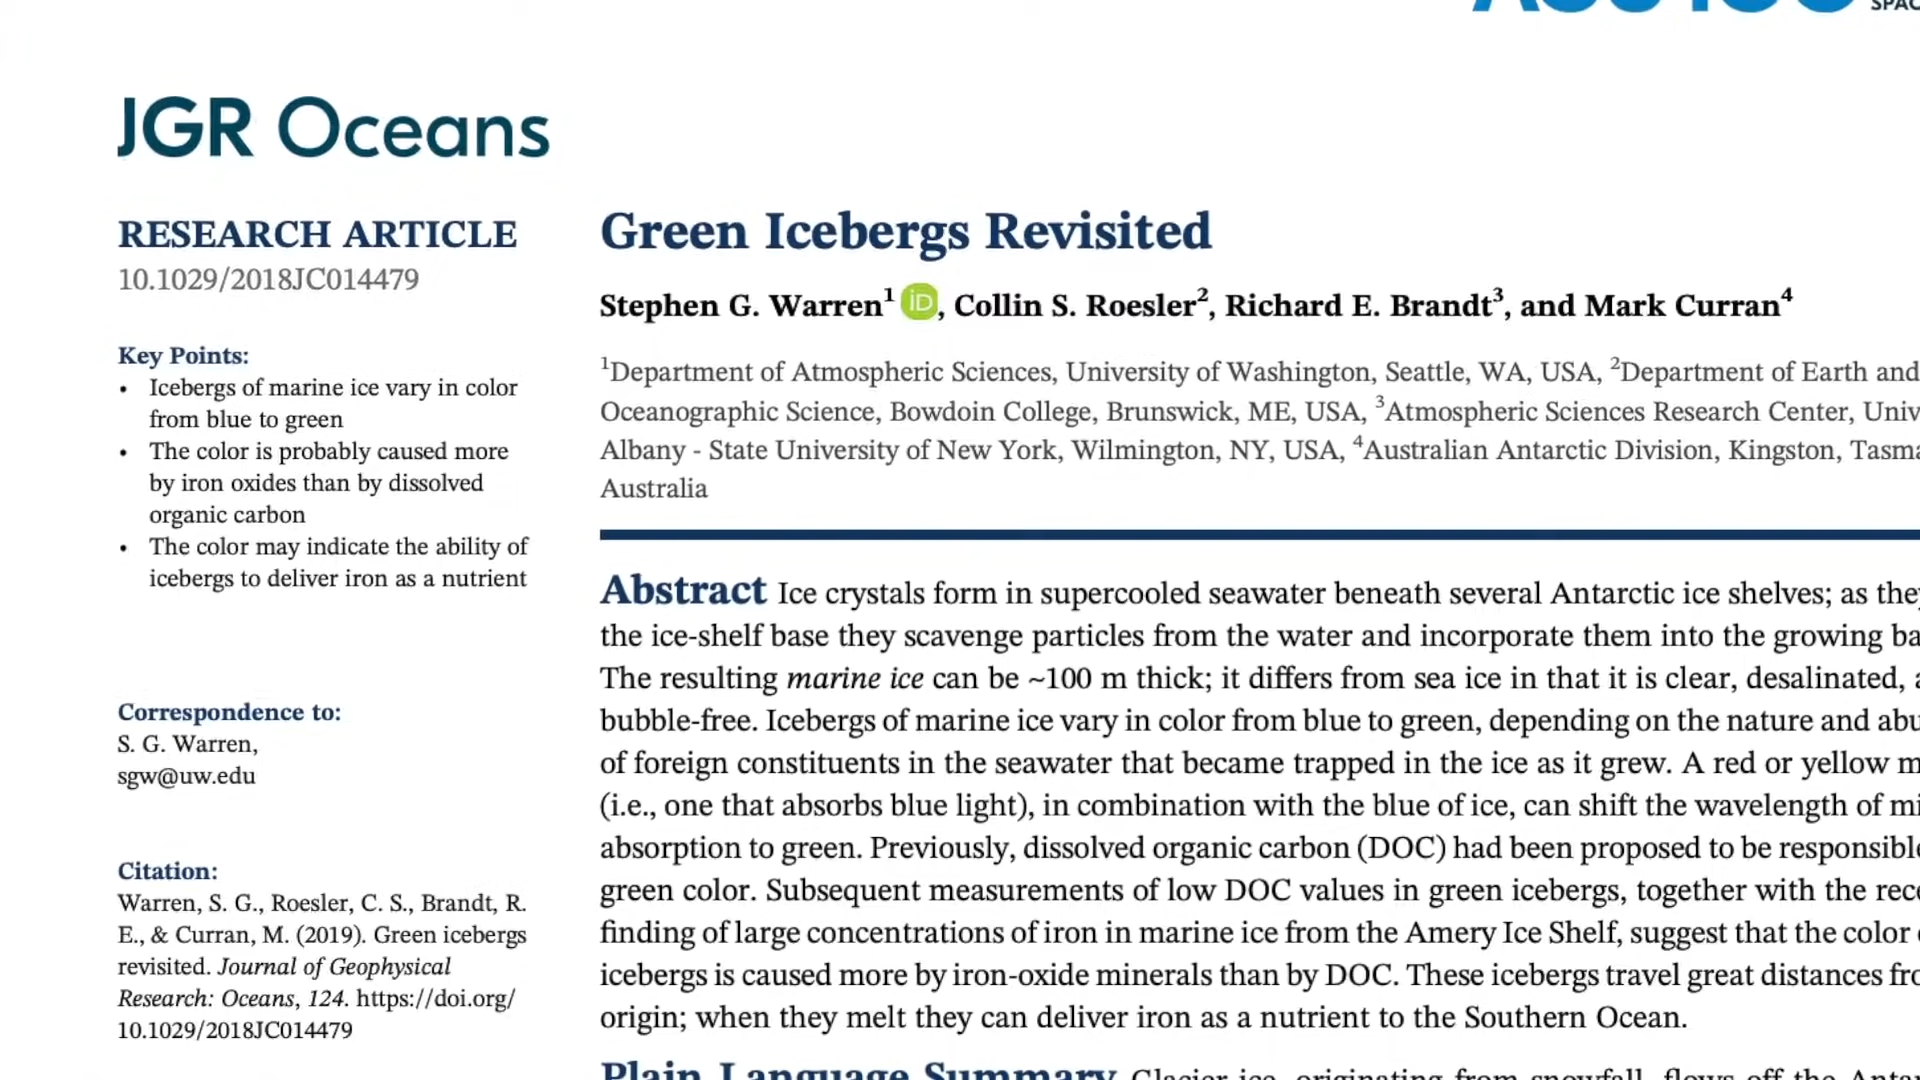 SPAC
JGR Oceans
RESEARCH ARTICLE
10.1029/2018JC014479
Key Points:
• Icebergs of marine ice vary in color
from blue to green
• The color is probably caused more
by iron oxides than by dissolved
organic carbon
• The color may indicate the ability of
icebergs to deliver iron as a nutrient
Correspondence to:
S. G. Warren,
sgw@uw.edu
Citation:
Warren, S. G., Roesler, C. S., Brandt, R.
E., & Curran, M. (2019). Green icebergs
revisited. Journal of Geophysical
Research: Oceans, 124. https://doi.org/
10.1029/2018JC014479
Green Icebergs Revisited
Stephen G. Warren¹ iD, Collin S. Roesler², Richard E. Brandt³, and Mark Curran⁴
¹Department of Atmospheric Sciences, University of Washington, Seattle, WA, USA, ²Department of Earth and
Oceanographic Science, Bowdoin College, Brunswick, ME, USA, ³Atmospheric Sciences Research Center, Univ
Albany - State University of New York, Wilmington, NY, USA, ⁴Australian Antarctic Division, Kingston, Tasma
Australia
Abstract Ice crystals form in supercooled seawater beneath several Antarctic ice shelves; as they
the ice-shelf base they scavenge particles from the water and incorporate them into the growing ba
The resulting marine ice can be ~100 m thick; it differs from sea ice in that it is clear, desalinated, a
bubble-free. Icebergs of marine ice vary in color from blue to green, depending on the nature and abu
of foreign constituents in the seawater that became trapped in the ice as it grew. A red or yellow m
(i.e., one that absorbs blue light), in combination with the blue of ice, can shift the wavelength of mi
absorption to green. Previously, dissolved organic carbon (DOC) had been proposed to be responsible
green color. Subsequent measurements of low DOC values in green icebergs, together with the rece
finding of large concentrations of iron in marine ice from the Amery Ice Shelf, suggest that the color
icebergs is caused more by iron-oxide minerals than by DOC. These icebergs travel great distances fro
origin; when they melt they can deliver iron as a nutrient to the Southern Ocean.
Plain Language Summary Glacier ice, originating from snowfall, flows off the Anta